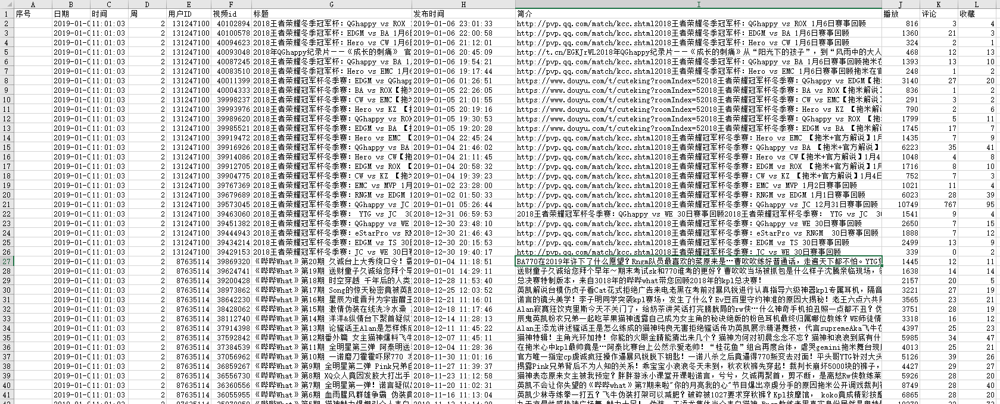 A B C D E F G H I J K L
1 序号 日期 时间 周 用户ID 视频id 标题 发布时间 简介 播放 评论 收藏
2 2019-01-0 11:01:03 2 131247100 40102894 2018王者荣耀冬季冠军杯：QGhappy vs ROX 2019-01-06 23:01:33 http://pvp.qq.com/match/kcc.shtml2018王者荣耀冬季冠军杯：QGhappy vs ROX 1月6日赛事回顾 816 3 4
3 2019-01-0 11:01:03 2 131247100 40100578 2018王者荣耀冬季冠军杯：EDGM vs BA 1月6 2019-01-06 22:00:58 http://pvp.qq.com/match/kcc.shtml2018王者荣耀冬季冠军杯：EDGM vs BA 1月6日赛事回顾 1360 21 3
4 2019-01-0 11:01:03 2 131247100 40094623 2018王者荣耀冬季冠军杯：Hero vs CW 1月6 2019-01-06 21:12:01 http://pvp.qq.com/match/kcc.shtml2018王者荣耀冬季冠军杯：Hero vs CW 1月6日赛事回顾 324 2 1
5 2019-01-0 11:01:03 2 131247100 40093048 2018年QGhappy纪录片——《成长的刺痛》 官 2019-01-06 20:45:09 http://t.cn/EGKJrWL2018年QGhappy纪录片——《成长的刺痛》从“阳光下的孩子”，到“风雨中的大人 468 12 13
6 2019-01-0 11:01:03 2 131247100 40087245 2018王者荣耀冬季冠军杯：QGhappy vs BA 1 2019-01-06 19:54:21 http://pvp.qq.com/match/kcc.shtml2018王者荣耀冬季冠军杯：QGhappy vs BA 1月6日赛事回顾拖米在 1393 13 10
7 2019-01-0 11:01:03 2 131247100 40083510 2018王者荣耀冬季冠军杯：Hero vs EMC 1月 2019-01-06 19:17:44 http://pvp.qq.com/match/kcc.shtml2018王者荣耀冬季冠军杯：Hero vs EMC 1月6日赛事回顾拖米在官 248 1 2
8 2019-01-0 11:01:03 2 131247100 40011399 2018王者荣耀冠军杯冬季赛：EDGM vs QGhap 2019-01-06 01:26:51 https://www.douyu.com/t/cuteking?roomIndex=52018王者荣耀冠军杯冬季赛：QGhappy vs EDGM【拖 3140 27 20
9 2019-01-0 11:01:03 2 131247100 40004333 2018王者荣耀冠军杯冬季赛：BA vs ROX【拖米 2019-01-05 22:26:05 https://www.douyu.com/t/cuteking?roomIndex=52018王者荣耀冠军杯冬季赛：BA vs ROX【拖米解说】 836 1 2
10 2019-01-0 11:01:03 2 131247100 39998237 2018王者荣耀冠军杯冬季赛：CW vs EMC【拖米 2019-01-05 21:01:55 https://www.douyu.com/t/cuteking?roomIndex=52018王者荣耀冠军杯冬季赛：CW vs EMC【拖米解说】 291 3 2
11 2019-01-0 11:01:03 2 131247100 39993976 2018王者荣耀冠军杯冬季赛：Hero vs KZ 【拖 2019-01-05 20:19:16 https://www.douyu.com/t/cuteking?roomIndex=52018王者荣耀冠军杯冬季赛：Hero vs KZ 【拖米解 790 2 6
12 2019-01-0 11:01:03 2 131247100 39989620 2018王者荣耀冠军杯冬季赛：QGhappy vs ROX 2019-01-05 19:30:53 https://www.douyu.com/t/cuteking?roomIndex=52018王者荣耀冠军杯冬季赛：QGhappy vs ROX【拖 1799 5 11
13 2019-01-0 11:01:03 2 131247100 39985521 2018王者荣耀冠军杯冬季赛：EDGM vs BA 【拖 2019-01-05 19:20:28 https://www.douyu.com/t/cuteking?roomIndex=52018王者荣耀冠军杯冬季赛：EDGM vs BA 【拖米解 1745 17 7
14 2019-01-0 11:01:03 2 131247100 39919472 2018王者荣耀冠军杯冬季赛：Hero vs EMC 【 2019-01-04 22:45:24 https://www.douyu.com/t/cuteking?roomIndex=52018王者荣耀冠军杯冬季赛：Hero vs EMC 【拖米+官方解说】1月 1435 7 9
15 2019-01-0 11:01:03 2 131247100 39916926 2018王者荣耀冠军杯冬季赛：QGhappy vs BA 2019-01-04 21:46:02 https://www.douyu.com/t/cuteking?roomIndex=52018王者荣耀冠军杯冬季赛：QGhappy vs BA 【拖米+官方解说】 6223 35 41
16 2019-01-0 11:01:03 2 131247100 39914086 2018王者荣耀冠军杯冬季赛：Hero vs CW【拖 2019-01-04 21:11:45 https://www.douyu.com/t/cuteking?roomIndex=52018王者荣耀冠军杯冬季赛：Hero vs CW【拖米+官方解说】1月4 1048 4 8
17 2019-01-0 11:01:03 2 131247100 39912705 2018王者荣耀冠军杯冬季赛：EDGM vs ROX【拖 2019-01-04 20:58:32 https://www.douyu.com/t/cuteking?roomIndex=52018王者荣耀冠军杯冬季赛：EDGM vs ROX【拖米+官方解说】1月 1716 8 10
18 2019-01-0 11:01:03 2 131247100 39904775 2018王者荣耀冠军杯冬季赛：CW vs KZ 【拖米 2019-01-04 19:39:23 https://www.douyu.com/t/cuteking?roomIndex=52018王者荣耀冠军杯冬季赛：CW vs KZ 【拖米+官方解说】1月4日 752 7 3
19 2019-01-0 11:01:03 2 131247100 39767369 2018王者荣耀冠军杯冬季赛：EMC vs MVP 1月 2019-01-02 23:28:00 http://pvp.qq.com/match/kcc.shtml2018王者荣耀冠军杯冬季赛：EMC vs MVP 1月2日赛事回顾 1021 11 4
20 2019-01-0 11:01:03 2 131247100 39679689 2018王者荣耀冠军杯冬季赛：RNGM vs EDGM 1 2019-01-02 01:50:33 http://pvp.qq.com/match/kcc.shtml2018王者荣耀冠军杯冬季赛：RNGM vs EDGM 1月1日赛事回顾 6023 28 39
21 2019-01-0 11:01:03 2 131247100 39573045 2018王者荣耀冠军杯冬季赛：QGhappy vs JC 2019-01-01 05:26:44 http://pvp.qq.com/match/kcc.shtml2018王者荣耀冠军杯冬季赛：QGhappy vs JC 12月31日赛事回顾 10749 767 95
22 2019-01-0 11:01:03 2 131247100 39463060 2018王者荣耀冠军杯冬季赛： YTG vs JC 30 2018-12-31 06:59:53 2018王者荣耀冠军杯冬季赛：QGhappy vs WE 30日赛事回顾2018王者荣耀冠军杯冬季赛： YTG vs JC 30 1541 9 4
23 2019-01-0 11:01:03 2 131247100 39451382 2018王者荣耀冠军杯冬季赛：QGhappy vs WE 2018-12-30 23:48:10 http://pvp.qq.com/match/kcc.shtml2018王者荣耀冠军杯冬季赛：QGhappy vs WE 30日赛事回顾 2650 7 15
24 2019-01-0 11:01:03 2 131247100 39444943 2018王者荣耀冠军杯冬季赛：eStarPro vs RN 2018-12-30 21:46:43 http://pvp.qq.com/match/kcc.shtml2018王者荣耀冠军杯冬季赛：eStarPro vs RNGM 30日赛事回顾 1888 7 12
25 2019-01-0 11:01:03 2 131247100 39434214 2018王者荣耀冠军杯冬季赛：EDGM vs TS 30日 2018-12-30 20:15:53 http://pvp.qq.com/match/kcc.shtml2018王者荣耀冠军杯冬季赛：EDGM vs TS 30日赛事回顾 2499 13 9
26 2019-01-0 11:01:03 2 131247100 39429153 2018王者荣耀冠军杯冬季赛：JC vs WE 30日赛 2018-12-30 19:40:17 http://pvp.qq.com/match/kcc.shtml2018王者荣耀冠军杯冬季赛：JC vs WE 30日赛事回顾 339 0 2
27 2019-01-0 11:01:03 2 87635114 39869320 《哔哔What》第20期 久诚台上大秀绕口令！ 2019-01-04 11:18:51 BA770在2019年许下了什么愿望？Rngm队员最喜欢的菜原来是…曹吹吹练好普通话，走遍天下都不怕。YTG 1445 12 11
28 2019-01-0 11:01:03 2 87635114 39624741 《哔哔What》第19期 送财童子久诚给您拜个 2019-01-01 14:29:11 送财童子久诚给您拜个早年～期末考试sk和770谁考的更好？曹吹吹当场被抓包是什么样子沈腾亲临现场， 1638 14 14
29 2019-01-0 11:01:03 2 87635114 39200428 《哔哔What》第18期 时空穿越 千年后的人类 2018-12-28 11:53:40 总决赛特制版本，来自3018年的哔哔what带您回顾2018年的kpl总决赛！ 2157 20 5
30 2019-01-0 11:01:03 2 87635114 38973862 《哔哔What》第17期 Song的惊天秘密竟被英凯 2018-12-25 12:03:52 英凯解说台模仿贞子看Cat花式拒绝广告来电老黑在考前对暴风锐进行认真指导六级神器kpl专属耳机，隔音 3221 27 19
31 2019-01-0 11:01:03 2 87635114 38642230 《哔哔what》第16期 星辰为谁晋升为宇宙醋王 2018-12-21 11:16:01 诺言的镜头美学！李子明同学突袭kpl赛场，发生了什么？Ev豆百里守约神准的原因大揭秘！老王六点六共 3565 23 21
32 2019-01-0 11:01:03 2 87635114 38428062 《哔哔What》第15期 激情伪装在线洗冷水澡 2018-12-18 11:17:46 Alan寂寞狂饮克里斯今天不关门了，给奶茶讲笑话打完膀胱局的rw侠…什么神奇手机拍丑照一点都不丑？伪 3751 28 19
33 2019-01-0 11:01:03 2 87635114 38112740 《哔哔What》第14期 洋洋&纵情台下聚首疑似 2018-12-14 11:28:13 辰鬼英凯粉衣兄弟一起吃苹果猫神透露自己成为女主角的秘诀绝版的粉色耳机最终归属哪位教练？WE师徒情 3318 16 12
34 2019-01-0 11:01:03 2 87635114 37914398 《哔哔What》第13期 论骚话王Alan是怎样炼成 2018-12-11 11:45:22 Alan王添龙讲述骚话王是怎么练成的猫神纯良无害拒绝骚话传功英凯展示精湛舞技，代言supremeAka飞牛在 4397 25 23
35 2019-01-0 11:01:03 2 87635114 37592842 《哔哔What》第12期番外篇 女主猫神爆料飞牛 2018-12-07 11:45:11 猫神特辑！主角光环加持！你能的火眼金睛能猜出来几个？猫神为何对初晨念念不忘？猫神和浪浪到底有什 5985 34 47
36 2019-01-0 11:01:03 2 87635114 37384539 《哔哔What》第11期 全明星第三弹 阿泰明送 2018-12-04 11:28:36 在拖米心中kpl最帅竟是…阿泰比赛台上公然示爱老帅！“桂花鱼”组合再度合体，虐哭gemini拖米舞台现 4013 25 21
37 2019-01-0 11:01:03 2 87635114 37056962 《哔哔What》第10期 一诺磨刀霍霍吓尿770 2018-11-30 11:01:16 官方唯一指定cp虔诚疯狂操作逼暴风锐脱下钥匙！一诺八杀之后竟逼得770叛变去对面！平头哥YTG针对大头 5126 39 26
38 2019-01-0 11:01:03 2 87635114 36859267 《哔哔What》第9期 全明星第二弹 Pink兄弟 2018-11-27 11:39:37 揭露Pink兄弟背后不为人知的关系！乖宝宝小浪浪冬天未到，秋衣秋裤先穿起！裁判长崩坏5000块的裤子， 4427 29 27
39 2019-01-0 11:01:03 2 87635114 36556730 《哔哔What》第8期 XQ众人竟因发胶大打出手 2018-11-23 11:12:58 猫神表态原来女主被我预定？胖胖游泳小课堂开课啦诺言，兮兮，久诚再聚首，剪不断，是离愁Rw侠教练菜 5926 28 20
40 2019-01-0 11:01:03 2 87635114 36360556 《哔哔What》第7期 全明星第一弹！诺言疑似 2018-11-20 11:02:31 英凯不会让你失望的《哔哔what》第7期来啦"你的月亮我的心"节目爆出凉虔分手的原因拖米公开调戏裁判 8749 28 40
41 2019-01-0 11:01:03 2 87635114 36055955 《哔哔What》第6期 血雨腥风群雄争霸 伪装竟 2018-11-16 11:13:04 英凯少林寺练拳一打五？飞牛伪装打架可以减肥？破碎被1027要求穿秋裤？Kpl按摩馆， koko竟成精彩按摩 6865 28 20